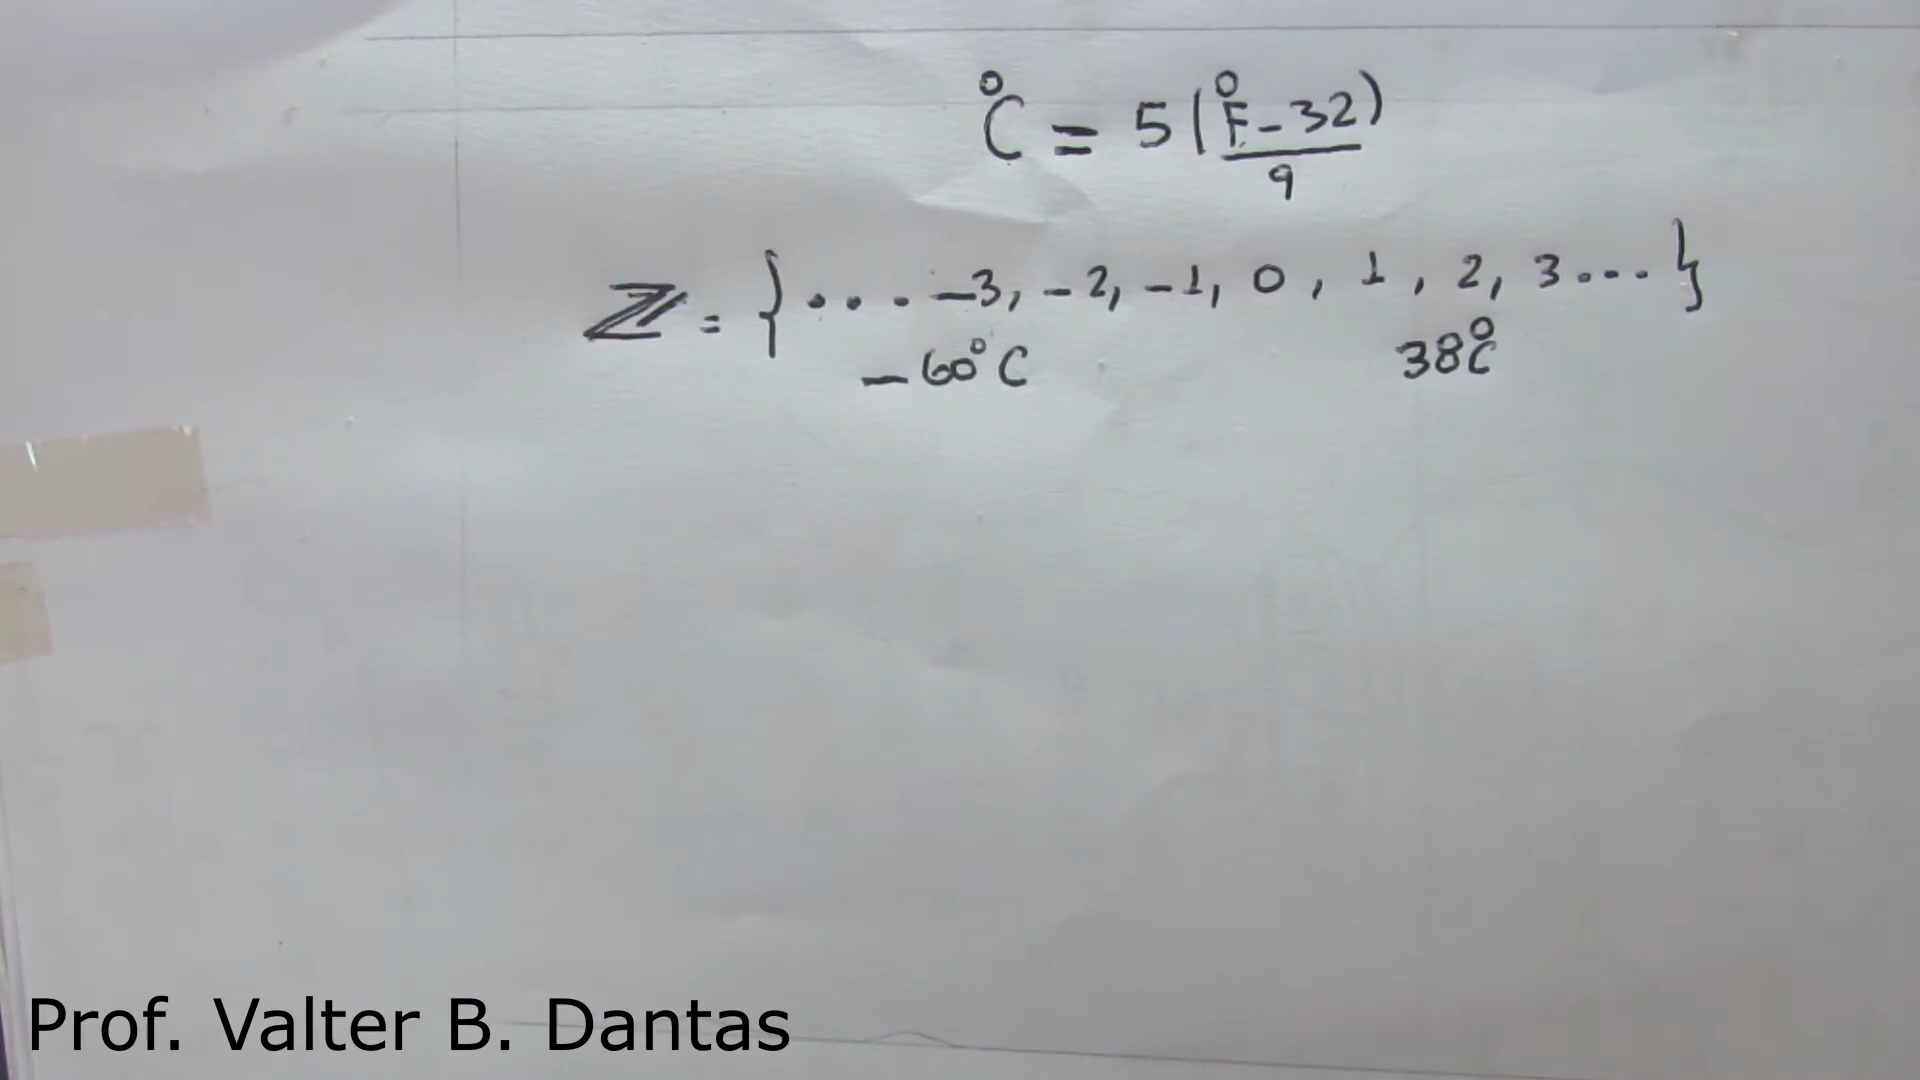 °C = 5(°F-32)
9
ℤ = {... -3, -2, -1, 0, 1, 2, 3...}
-60°C 38°C
Prof. Valter B. Dantas